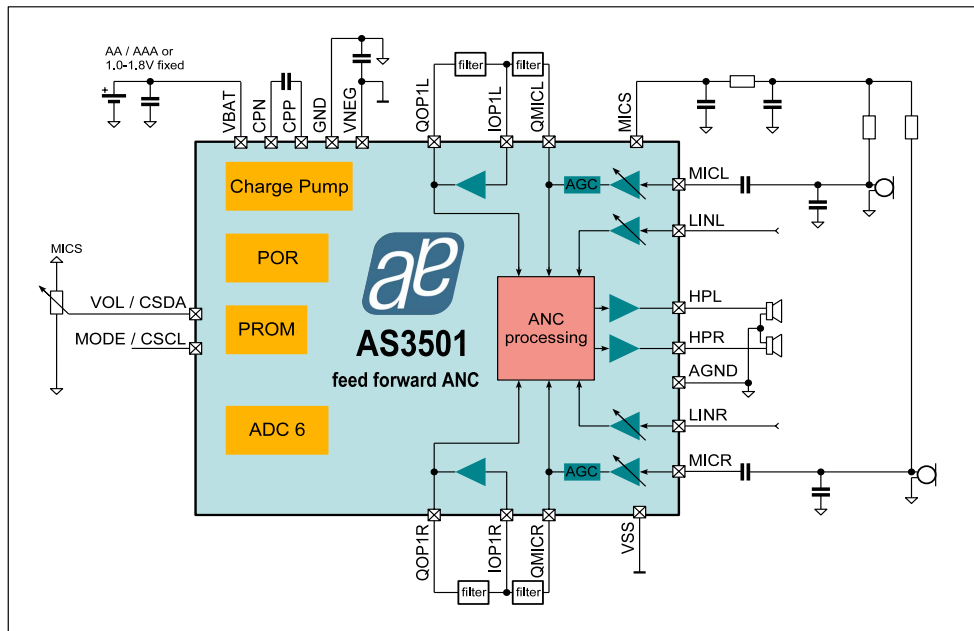 AA / AAA or
1.0-1.8V fixed
+
VBAT
CPN
CPP
GND
VNEG
QOP1L
filter
IOP1L
filter
QMICL
MICS
Charge Pump
POR
PROM
ADC 6
MICS
VOL / CSDA
MODE / CSCL
ae
AS3501
feed forward ANC
AGC
ANC
processing
AGC
MICL
LINL
HPL
HPR
AGND
LINR
MICR
QOP1R
IOP1R
QMICR
VSS
filter
filter